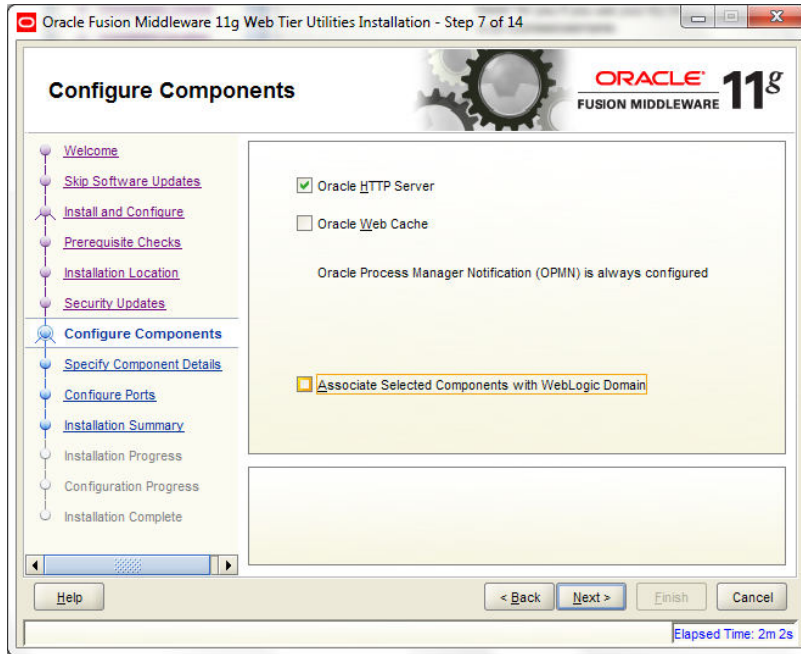 Oracle Fusion Middleware 11g Web Tier Utilities Installation - Step 7 of 14
Configure Components
ORACLE
FUSION MIDDLEWARE 11g
Welcome
Skip Software Updates
Install and Configure
Prerequisite Checks
Installation Location
Security Updates
Configure Components
Specify Component Details
Configure Ports
Installation Summary
Installation Progress
Configuration Progress
Installation Complete
Oracle HTTP Server
Oracle Web Cache
Oracle Process Manager Notification (OPMN) is always configured
Associate Selected Components with WebLogic Domain
Help
< Back
Next >
Finish
Cancel
Elapsed Time: 2m 2s